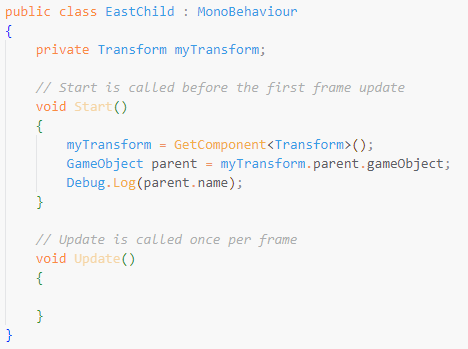 public class EastChild : MonoBehaviour
{
    private Transform myTransform;

    // Start is called before the first frame update
    void Start()
    {
        myTransform = GetComponent<Transform>();
        GameObject parent = myTransform.parent.gameObject;
        Debug.Log(parent.name);
    }

    // Update is called once per frame
    void Update()
    {

    }
}